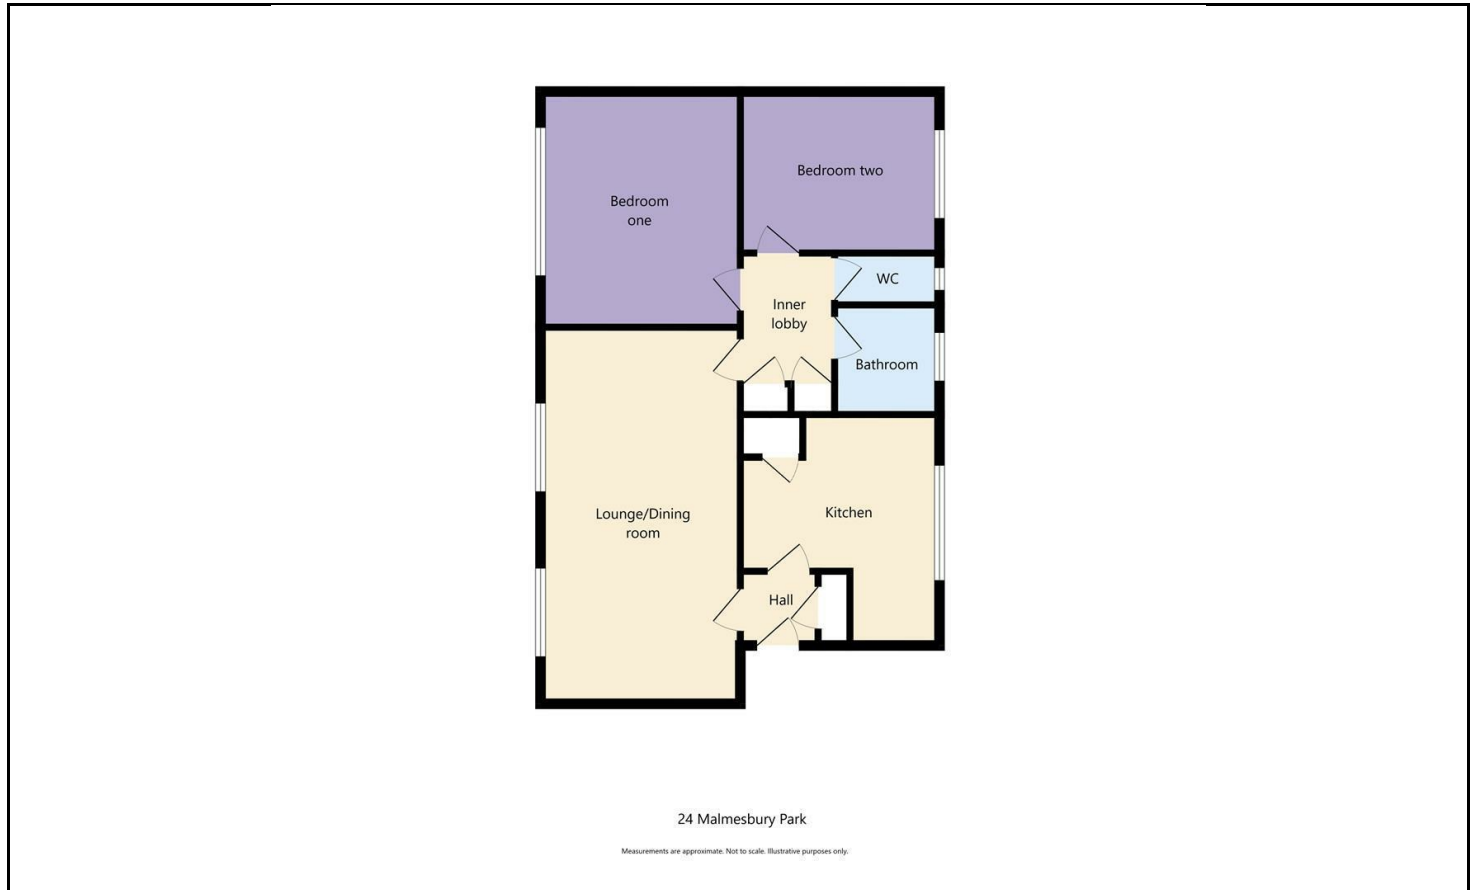 Bedroom two
Bedroom
one
WC
Inner
lobby
Bathroom
Lounge/Dining
room
Kitchen
Hall
24 Malmesbury Park
Measurements are approximate. Not to scale. Illustrative purposes only.